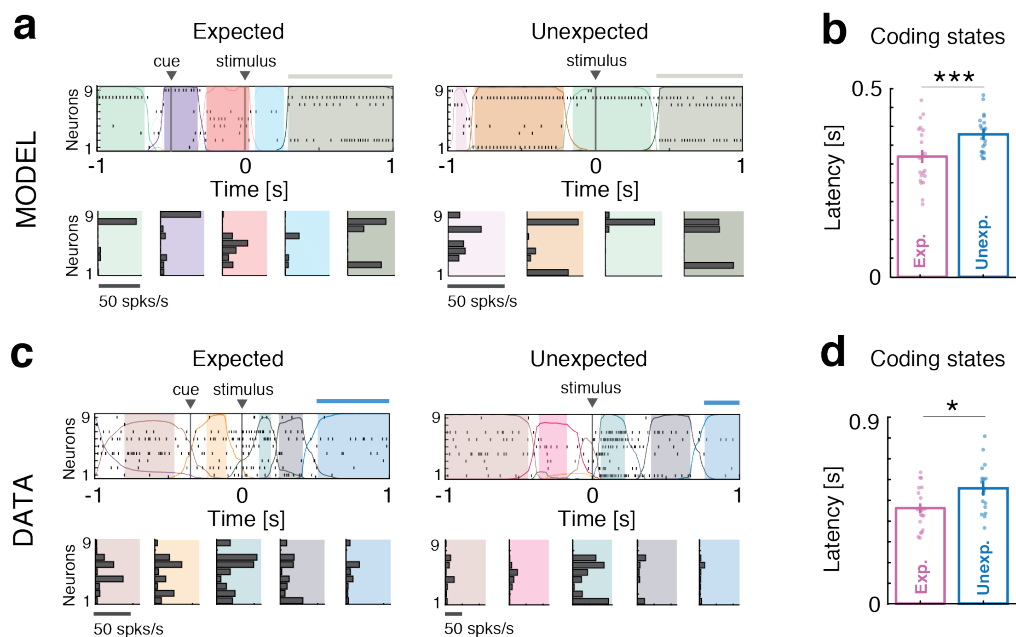 a
Expected
Unexpected
b
Coding states
cue
stimulus
stimulus
MODEL
Neurons
9
1
-1
0
1
Time [s]
9
1
-1
0
1
Time [s]
Neurons
9
1
50 spks/s
9
1
50 spks/s
Latency [s]
0.5
0
***
Exp.
Unexp.
c
Expected
Unexpected
d
Coding states
cue
stimulus
stimulus
DATA
Neurons
9
1
-1
0
1
Time [s]
9
1
-1
0
1
Time [s]
Neurons
9
1
50 spks/s
9
1
50 spks/s
Latency [s]
0.9
0
*
Exp.
Unexp.